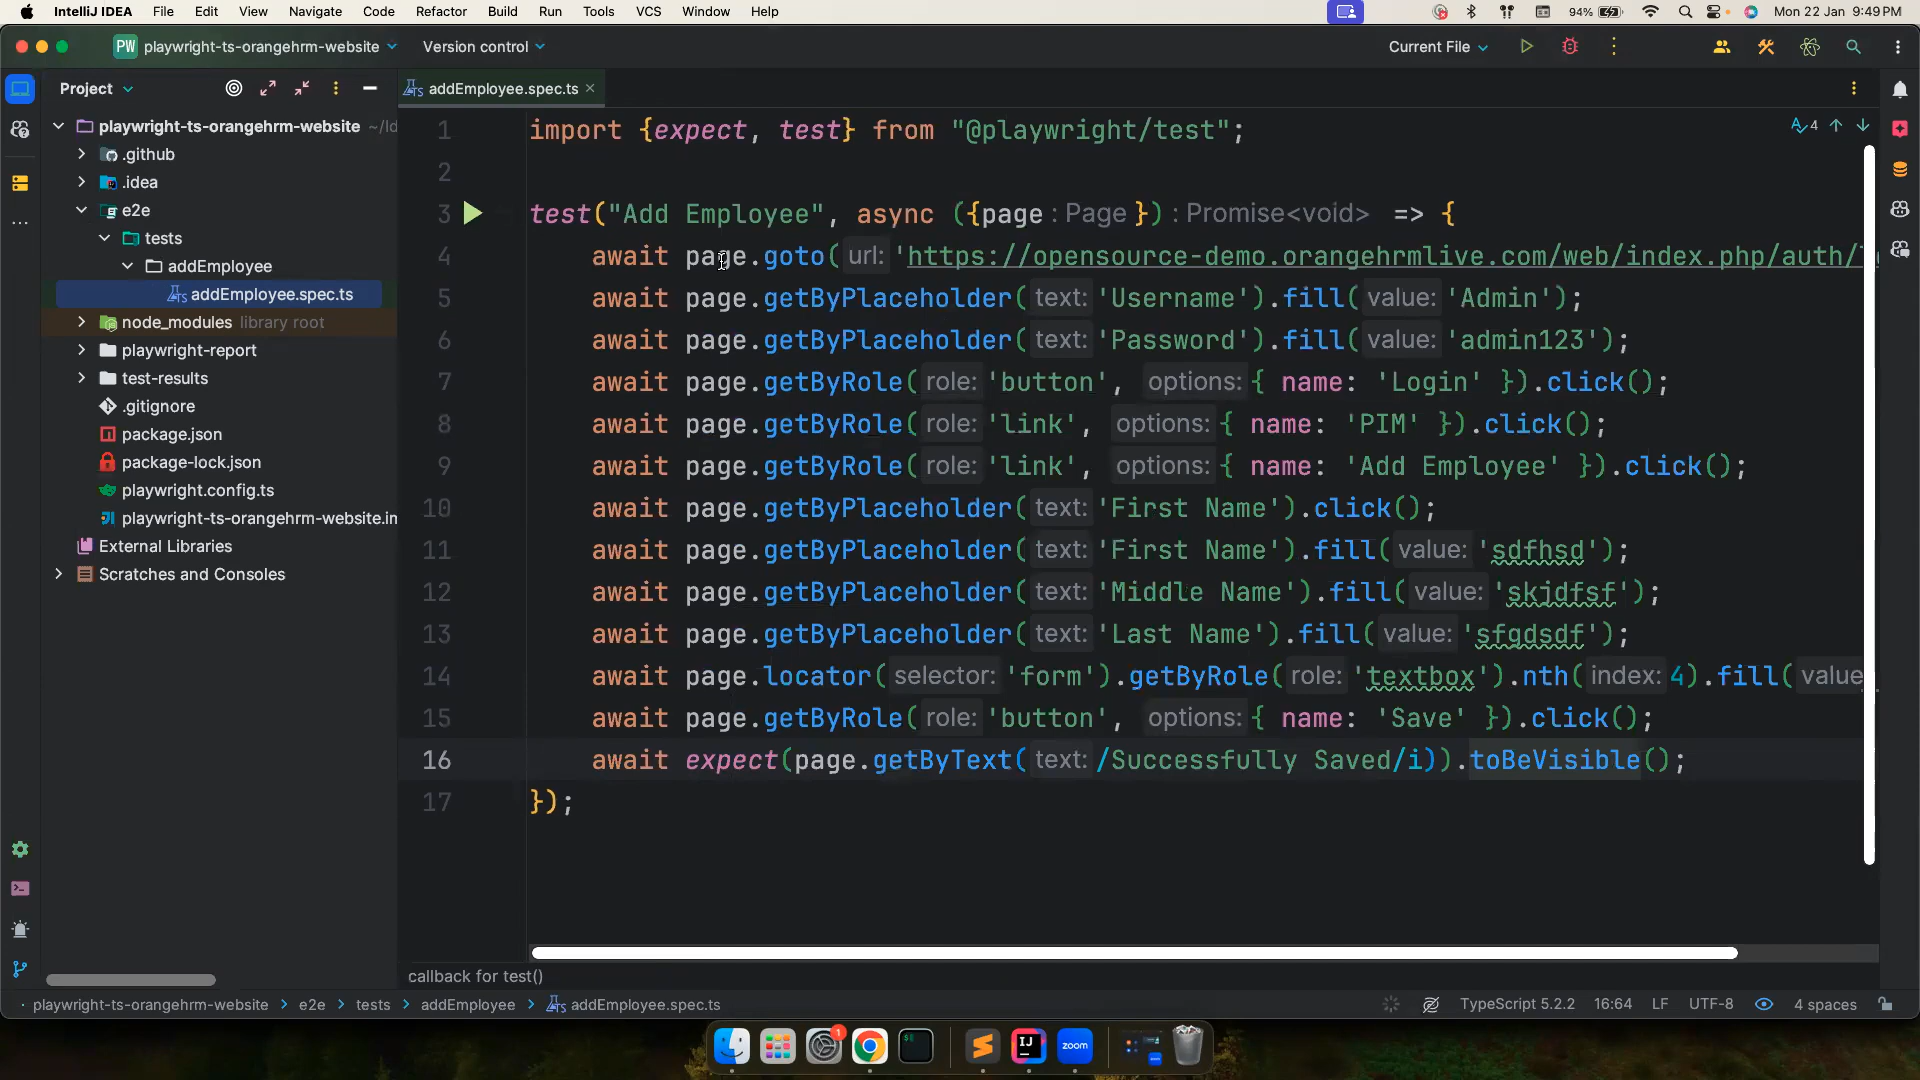 IntelliJ IDEA File Edit View Navigate Code Refactor Build Run Tools VCS Window Help 94% Mon 22 Jan 9:49 PM
PW playwright-ts-orangehrm-website Version control Current File
Project
addEmployee.spec.ts
playwright-ts-orangehrm-website ~/Id
.github
.idea
e2e
tests
addEmployee
addEmployee.spec.ts
node_modules library root
playwright-report
test-results
.gitignore
package.json
package-lock.json
playwright.config.ts
playwright-ts-orangehrm-website.im
External Libraries
Scratches and Consoles
4
1 import {expect, test} from "@playwright/test";
2
3 test("Add Employee", async ({page : Page }) : Promise<void> => {
4 await page.goto( url: 'https://opensource-demo.orangehrmlive.com/web/index.php/auth/
5 await page.getByPlaceholder( text: 'Username').fill( value: 'Admin');
6 await page.getByPlaceholder( text: 'Password').fill( value: 'admin123');
7 await page.getByRole( role: 'button', options: { name: 'Login' }).click();
8 await page.getByRole( role: 'link', options: { name: 'PIM' }).click();
9 await page.getByRole( role: 'link', options: { name: 'Add Employee' }).click();
10 await page.getByPlaceholder( text: 'First Name').click();
11 await page.getByPlaceholder( text: 'First Name').fill( value: 'sdfhsd');
12 await page.getByPlaceholder( text: 'Middle Name').fill( value: 'skjdfsf');
13 await page.getByPlaceholder( text: 'Last Name').fill( value: 'sfgdsdf');
14 await page.locator( selector: 'form').getByRole( role: 'textbox').nth( index: 4).fill( value
15 await page.getByRole( role: 'button', options: { name: 'Save' }).click();
16 await expect(page.getByText( text: /Successfully Saved/i)).toBeVisible();
17 });
callback for test()
playwright-ts-orangehrm-website > e2e > tests > addEmployee > addEmployee.spec.ts TypeScript 5.2.2 16:64 LF UTF-8 4 spaces
1
IJ
zoom